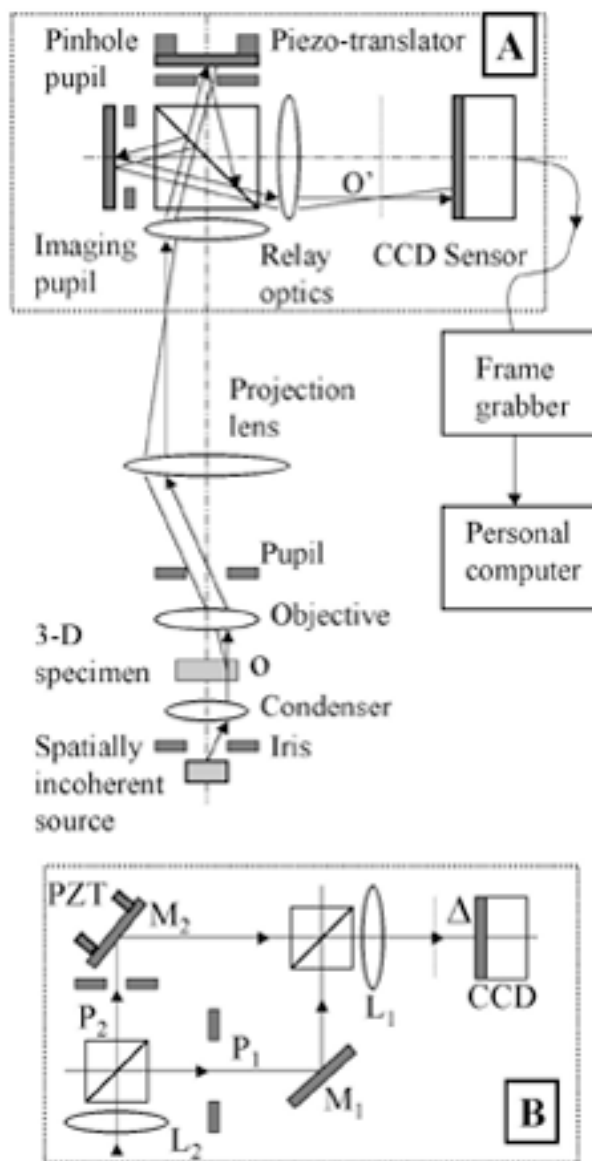 Pinhole
pupil
Piezo-translator
A
O'
Imaging
pupil
Relay
optics
CCD Sensor
Frame
grabber
Projection
lens
Personal
computer
Pupil
Objective
3-D
specimen
O
Condenser
Spatially
incoherent
source
Iris
PZT
M2
Δ
CCD
L1
P2
P1
M1
L2
B